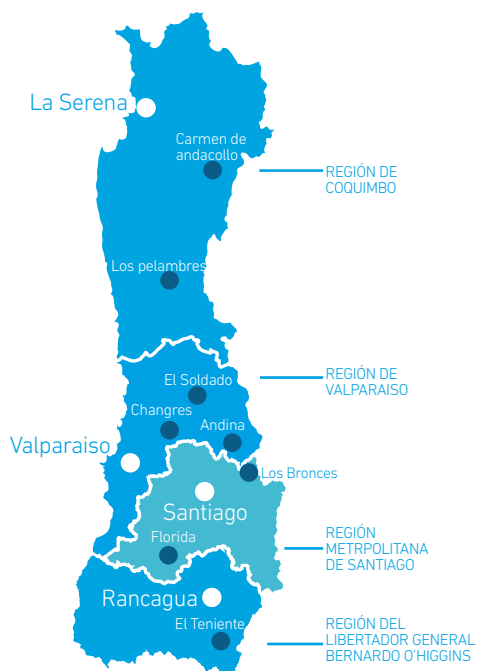 La Serena
Carmen de
andacollo
REGIÓN DE
COQUIMBO
Los pelambres
REGIÓN DE
VALPARAISO
El Soldado
Changres
Andina
Valparaiso
Los Bronces
Santiago
Florida
REGIÓN
METRPOLITANA
DE SANTIAGO
Rancagua
El Teniente
REGIÓN DEL
LIBERTADOR GENERAL
BERNARDO O'HIGGINS